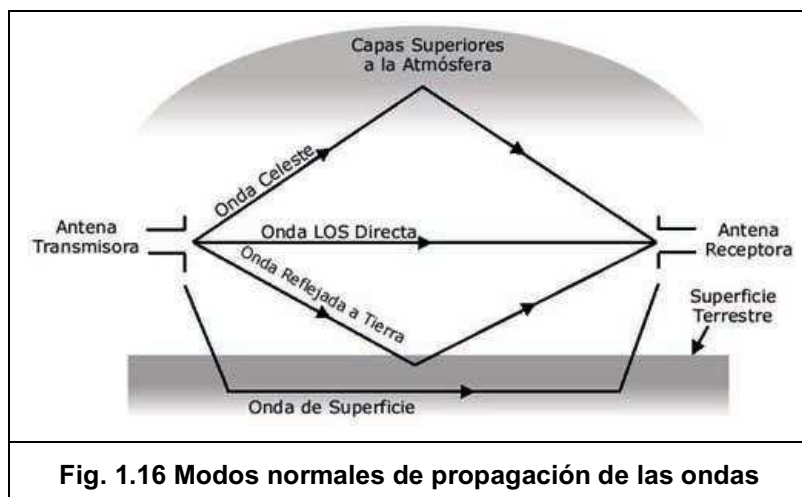 Capas Superiores
a la Atmósfera
Onda Celeste
Antena
Transmisora
Onda LOS Directa
Antena
Receptora
Onda Reflejada a Tierra
Superficie
Terrestre
Onda de Superficie
Fig. 1.16 Modos normales de propagación de las ondas